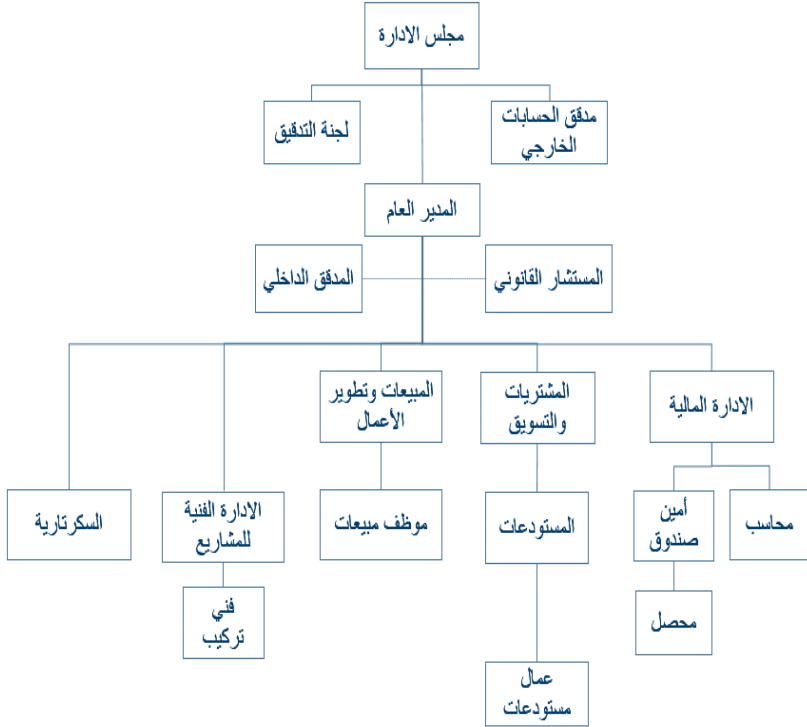 مجلس الادارة
مدقق الحسابات
الخارجي
لجنة التدقيق
المدير العام
المستشار القانوني
المدقق الداخلي
الادارة المالية
المشتريات
والتسويق
المبيعات وتطوير
الأعمال
محاسب
أمين
صندوق
المستودعات
موظف مبيعات
الادارة الفنية
للمشاريع
السكرتارية
محصل
فني
تركيب
عمال
مستودعات